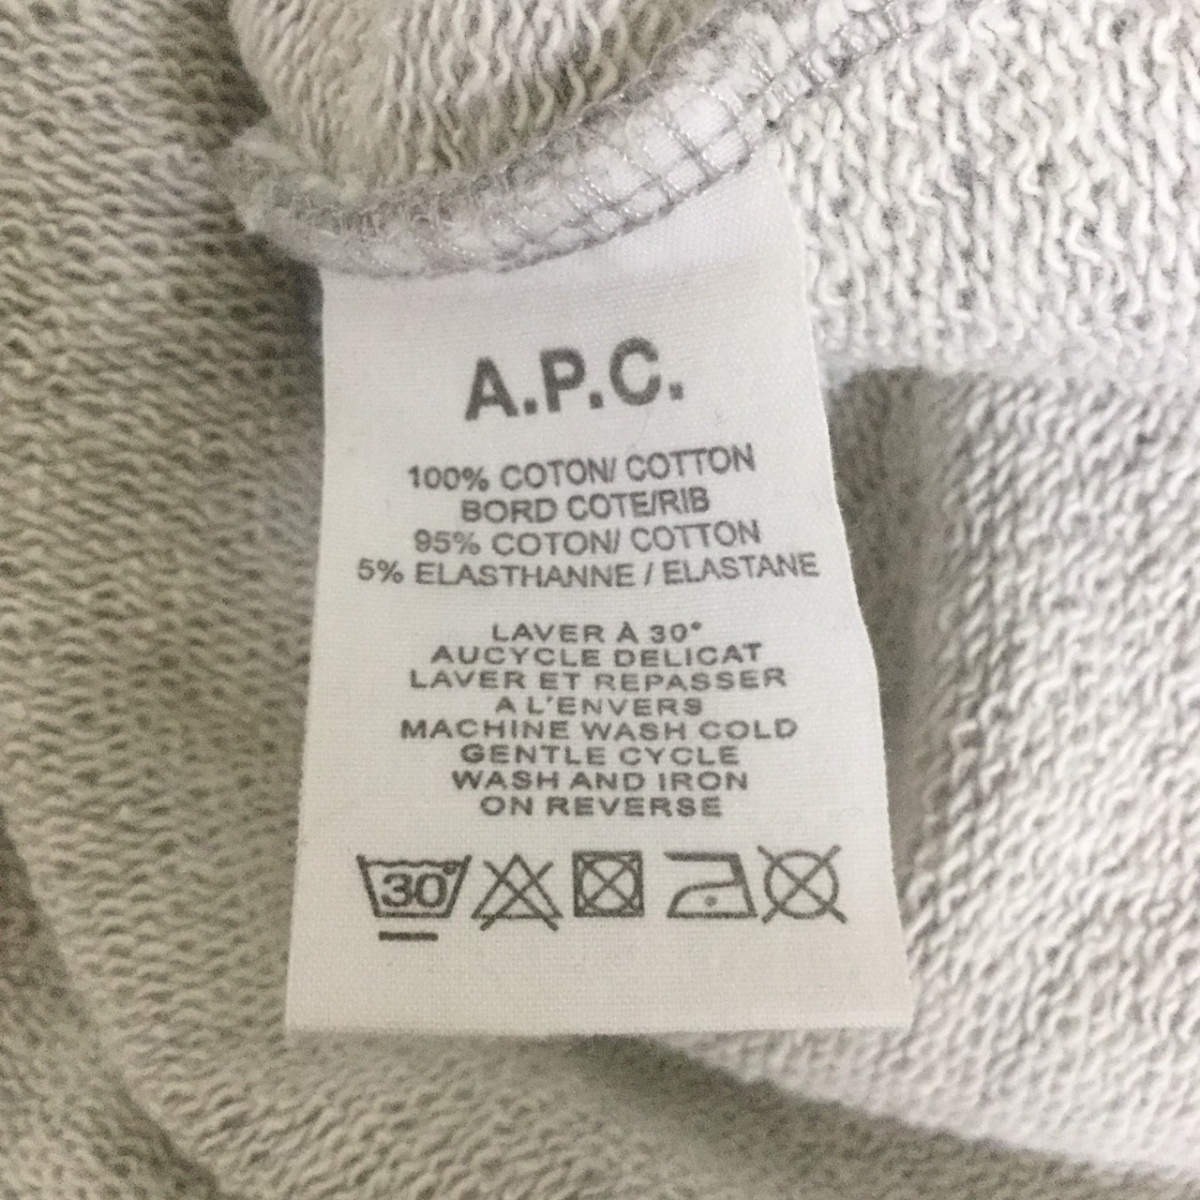 A.P.C.
100% COTON/ COTTON
BORD COTE/RIB
95% COTON/ COTTON
5% ELASTHANNE / ELASTANE
LAVER À 30°
AUCYCLE DELICAT
LAVER ET REPASSER
A L'ENVERS
MACHINE WASH COLD
GENTLE CYCLE
WASH AND IRON
ON REVERSE
30°